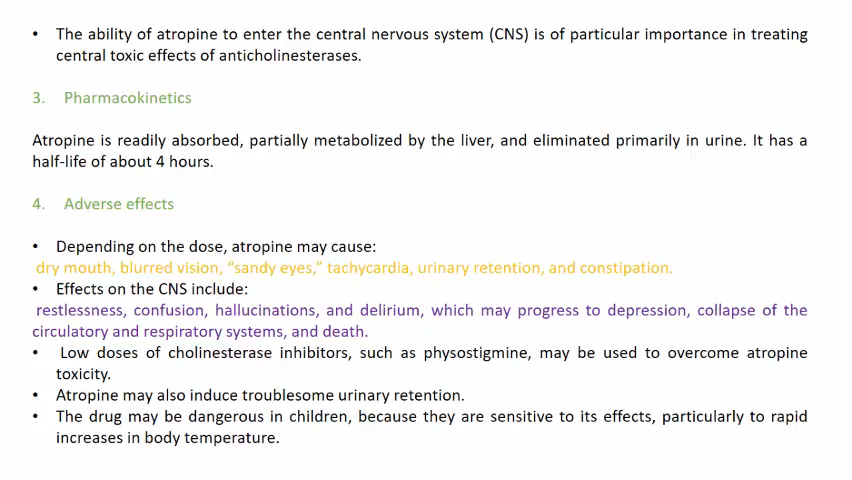 • The ability of atropine to enter the central nervous system (CNS) is of particular importance in treating
central toxic effects of anticholinesterases.
3. Pharmacokinetics
Atropine is readily absorbed, partially metabolized by the liver, and eliminated primarily in urine. It has a
half-life of about 4 hours.
4. Adverse effects
• Depending on the dose, atropine may cause:
dry mouth, blurred vision, “sandy eyes,” tachycardia, urinary retention, and constipation.
• Effects on the CNS include:
restlessness, confusion, hallucinations, and delirium, which may progress to depression, collapse of the
circulatory and respiratory systems, and death.
• Low doses of cholinesterase inhibitors, such as physostigmine, may be used to overcome atropine
toxicity.
• Atropine may also induce troublesome urinary retention.
• The drug may be dangerous in children, because they are sensitive to its effects, particularly to rapid
increases in body temperature.